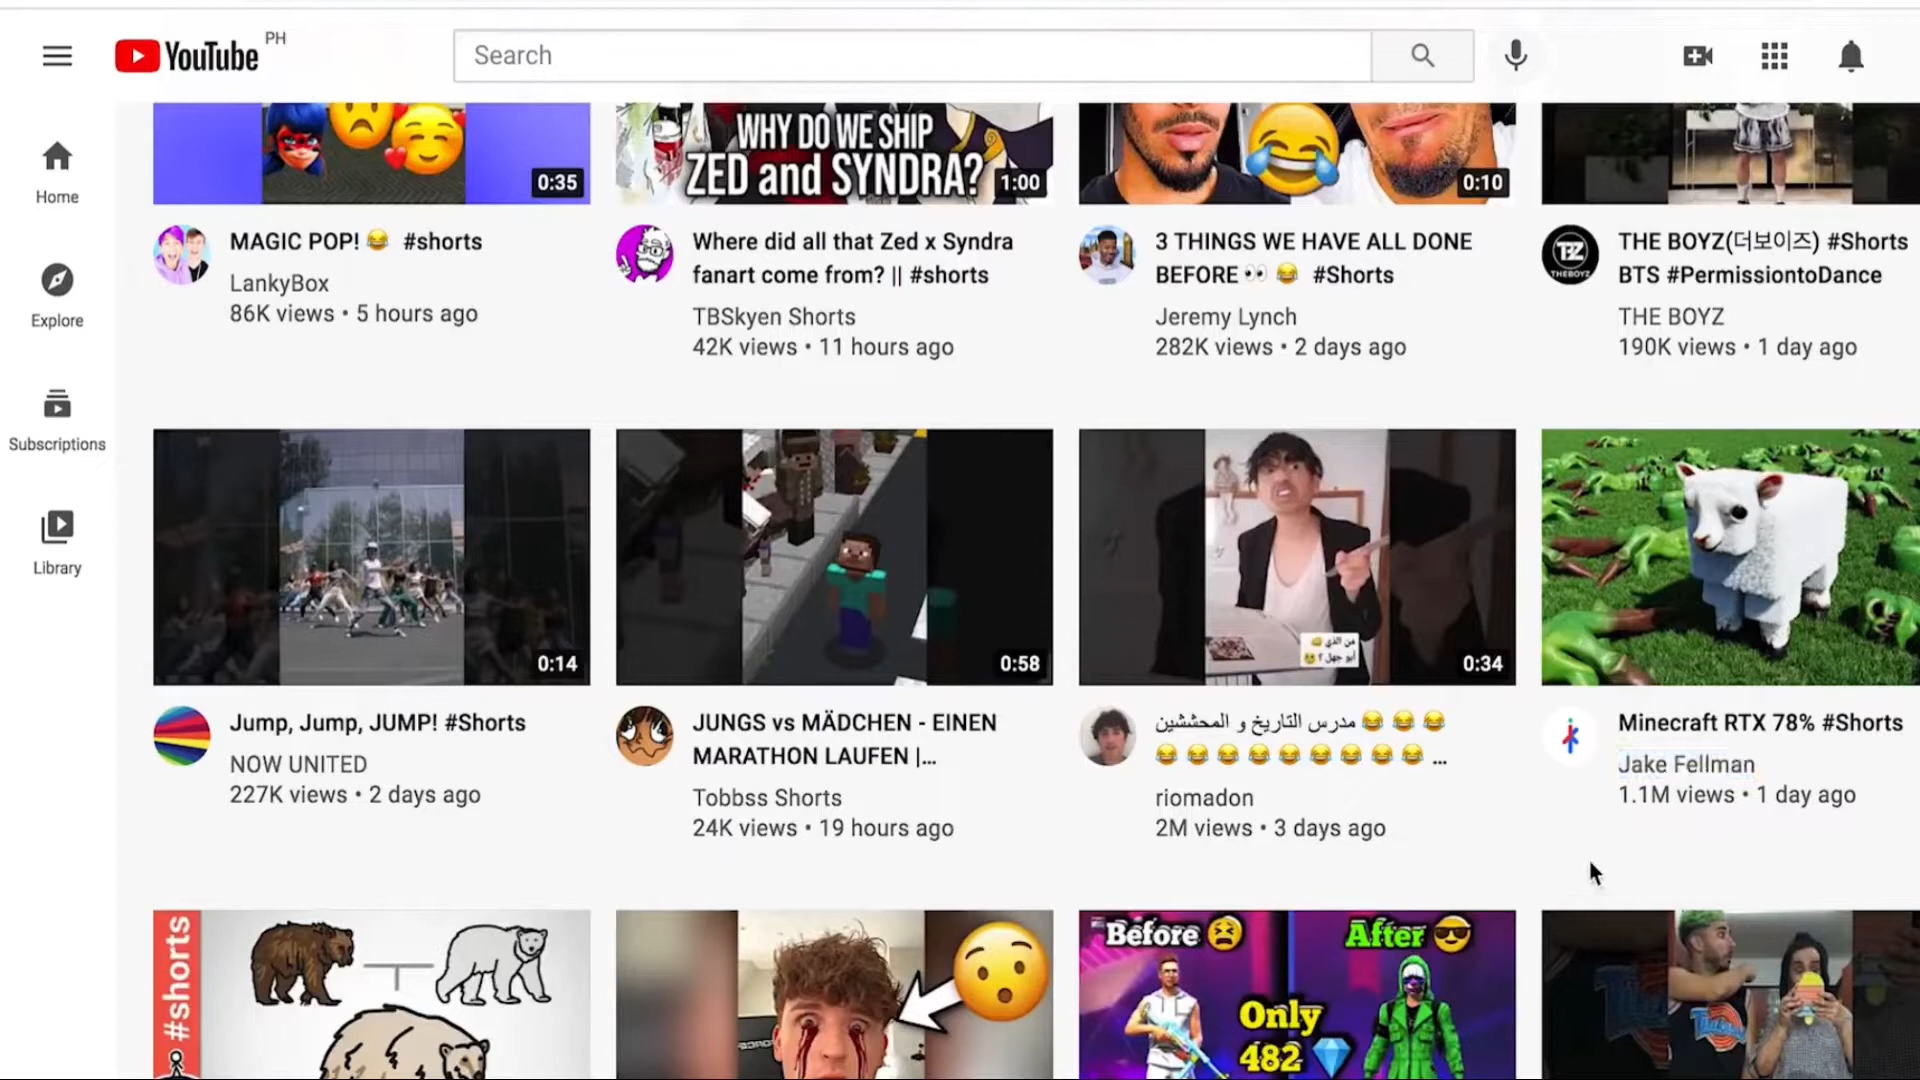 YouTube PH
Search
Home
Explore
Subscriptions
Library
0:35
WHY DO WE SHIP
ZED and SYNDRA?
1:00
0:10
MAGIC POP! 😂 #shorts
LankyBox
86K views • 5 hours ago
Where did all that Zed x Syndra
fanart come from? || #shorts
TBSkyen Shorts
42K views • 11 hours ago
3 THINGS WE HAVE ALL DONE
BEFORE 👀 😂 #Shorts
Jeremy Lynch
282K views • 2 days ago
TBZ
THEBOYZ
THE BOYZ(더보이즈) #Shorts
BTS #PermissiontoDance
THE BOYZ
190K views • 1 day ago
0:14
0:58
من الذي
أبو جهل ؟
0:34
Jump, Jump, JUMP! #Shorts
NOW UNITED
227K views • 2 days ago
JUNGS vs MÄDCHEN - EINEN
MARATHON LAUFEN |...
Tobbss Shorts
24K views • 19 hours ago
مدرس التاريخ و المحششين 😂 😂 😂
😂 😂 😂 😂 😂 😂 😂 😂 😂 ...
riomadon
2M views • 3 days ago
Minecraft RTX 78% #Shorts
Jake Fellman
1.1M views • 1 day ago
#shorts
Before
After
Only
482